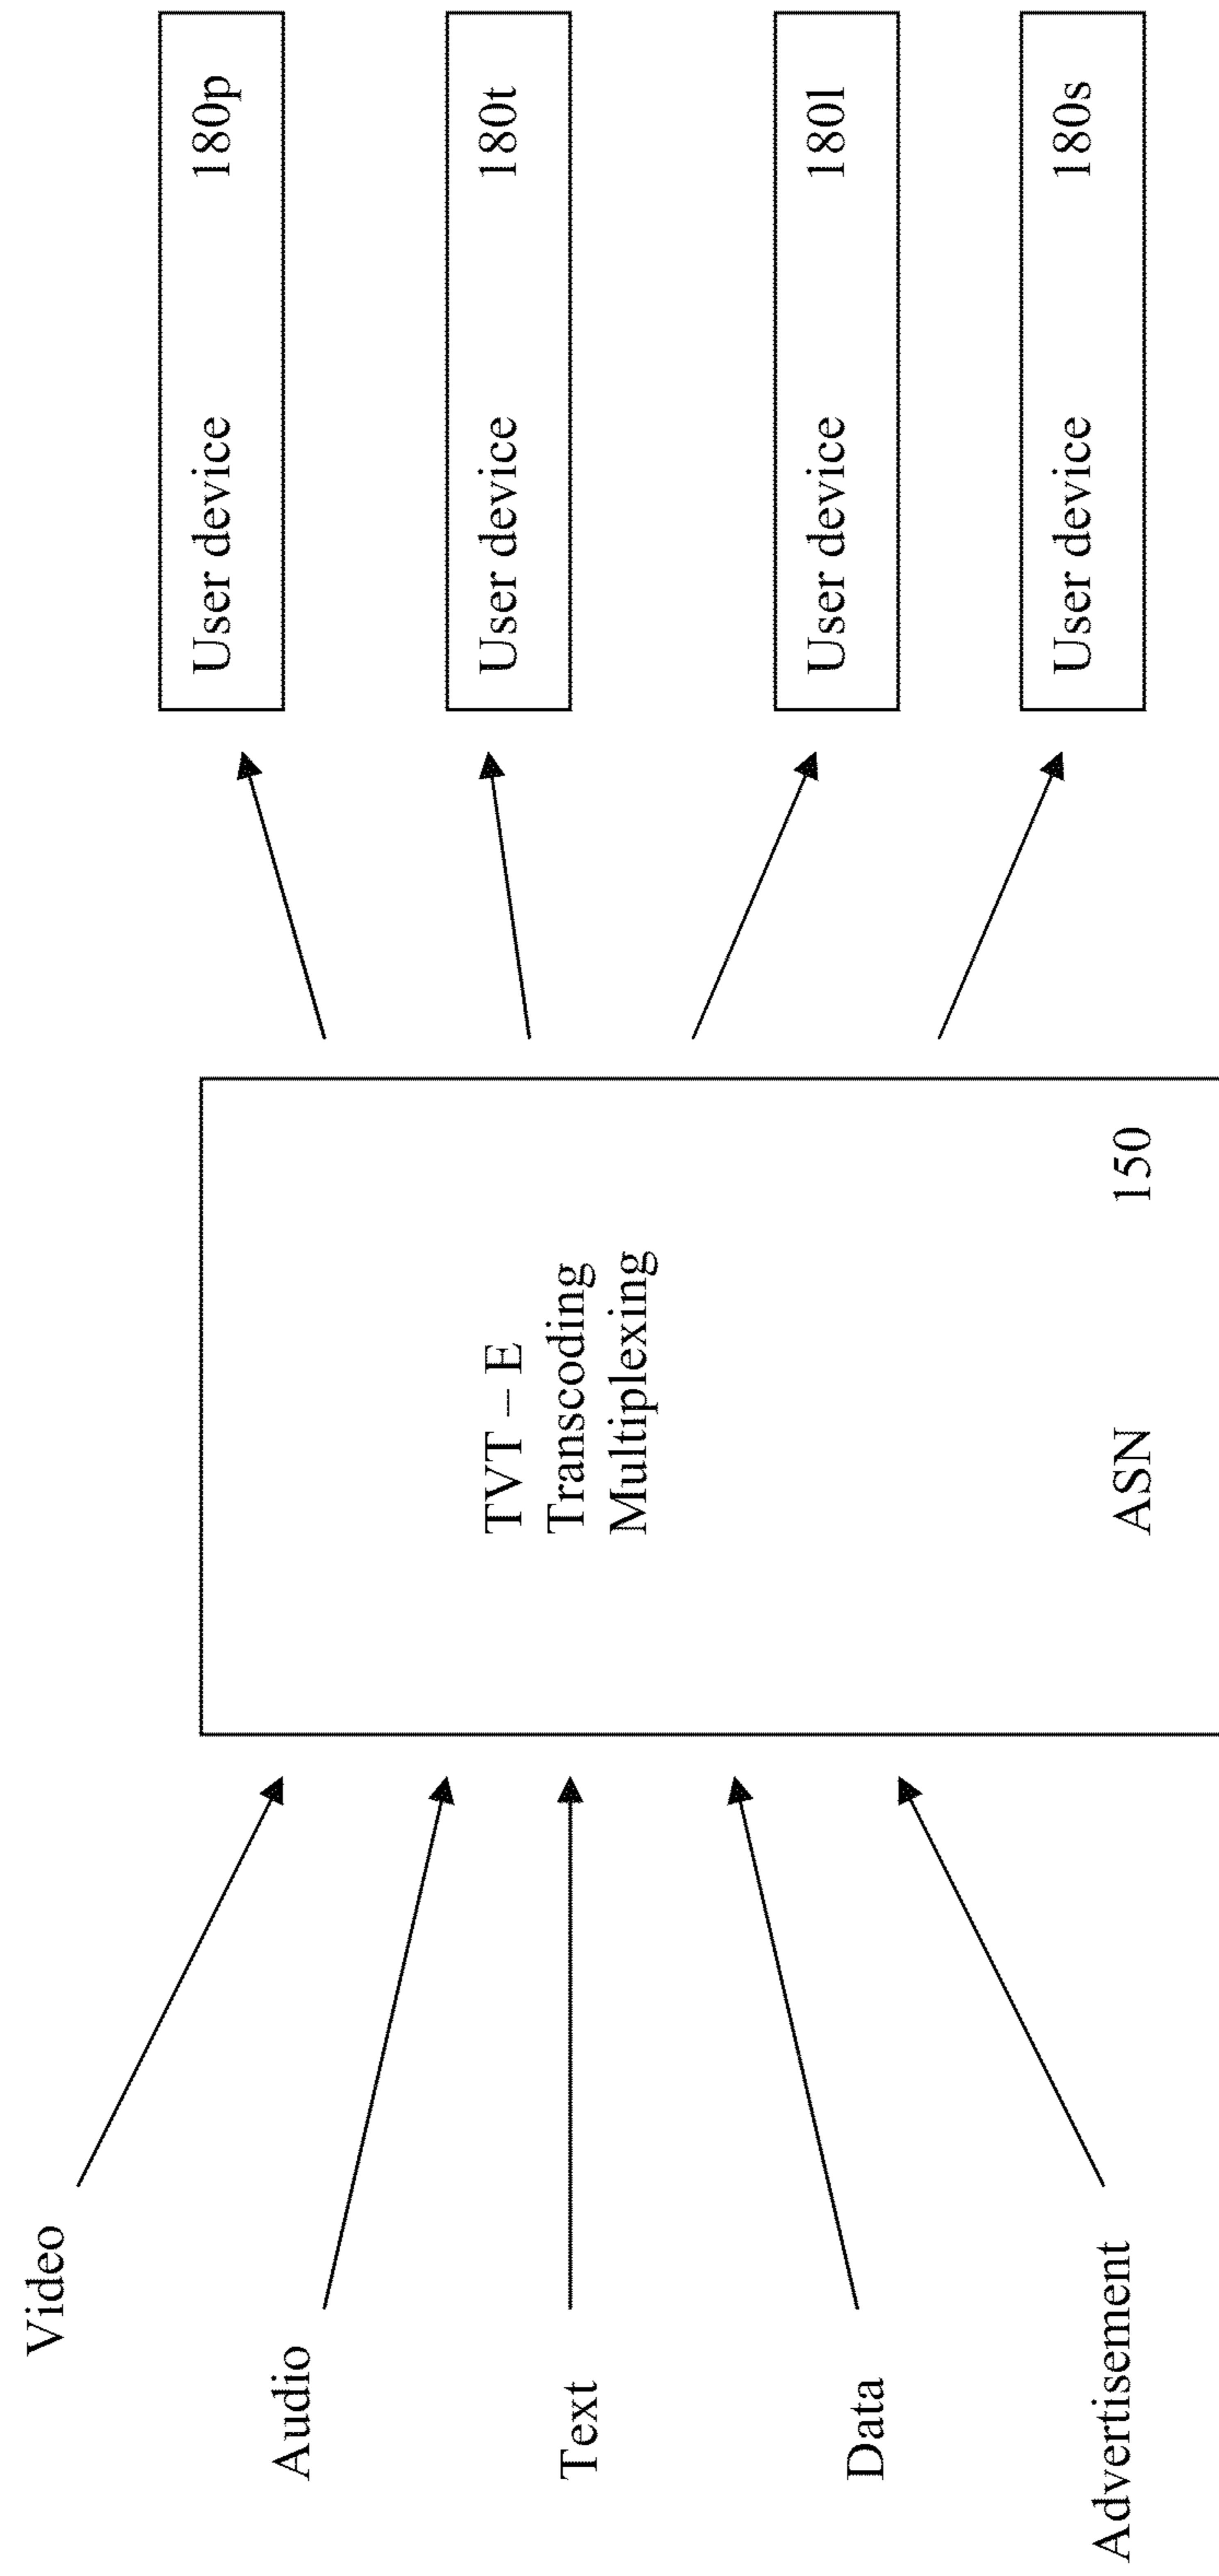 Video
Audio
Text
Data
Advertisement
TVT – E
Transcoding
Multiplexing
ASN 150
User device 180p
User device 180t
User device 180l
User device 180s